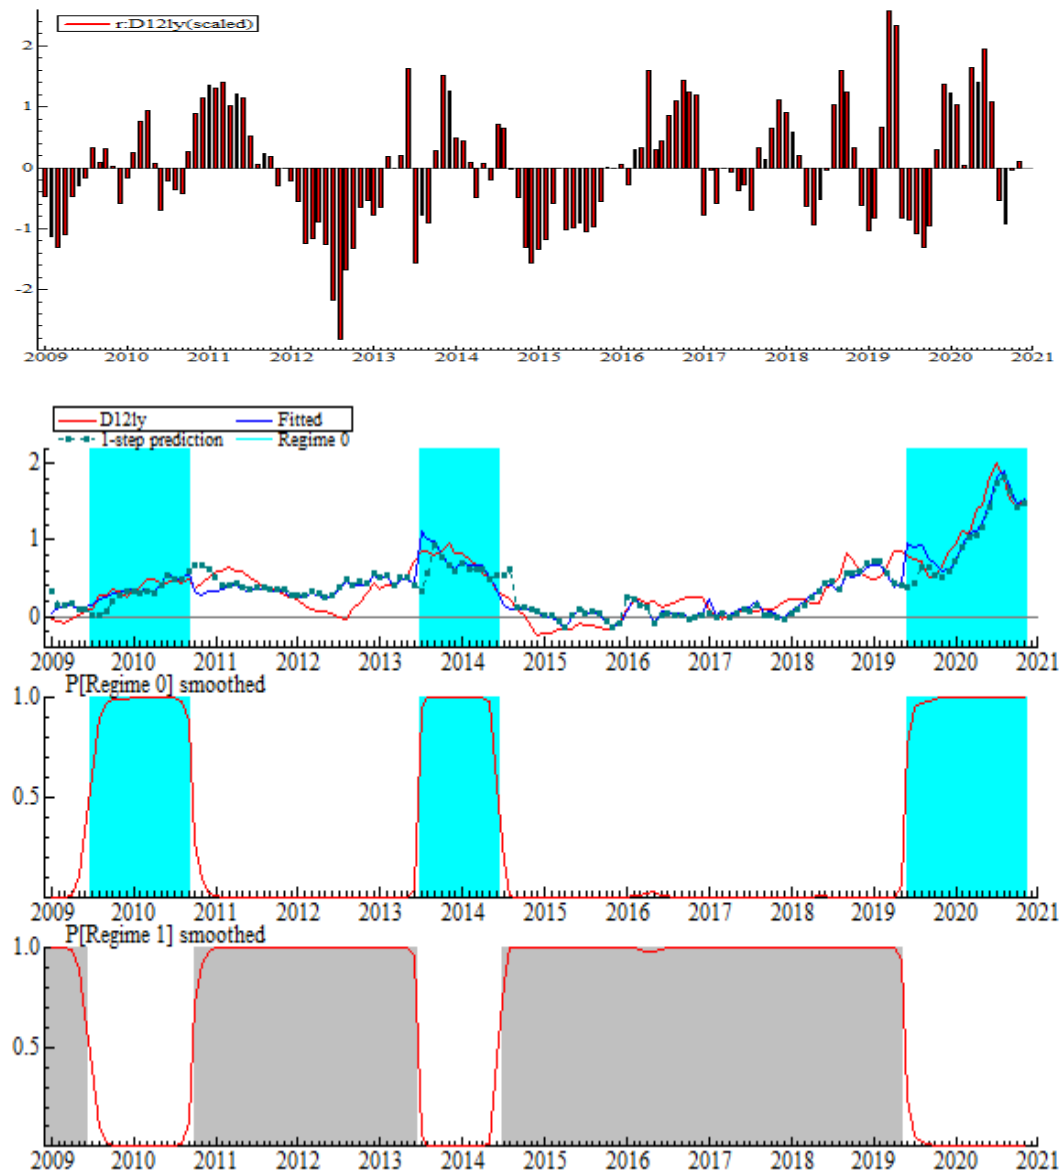 r:D12ly(scaled)
2
1
0
-1
-2
2009 2010 2011 2012 2013 2014 2015 2016 2017 2018 2019 2020 2021
D12ly Fitted
1-step prediction Regime 0
2
1
0
2009 2010 2011 2012 2013 2014 2015 2016 2017 2018 2019 2020 2021
P[Regime 0] smoothed
1.0
0.5
2009 2010 2011 2012 2013 2014 2015 2016 2017 2018 2019 2020 2021
P[Regime 1] smoothed
1.0
0.5
2009 2010 2011 2012 2013 2014 2015 2016 2017 2018 2019 2020 2021